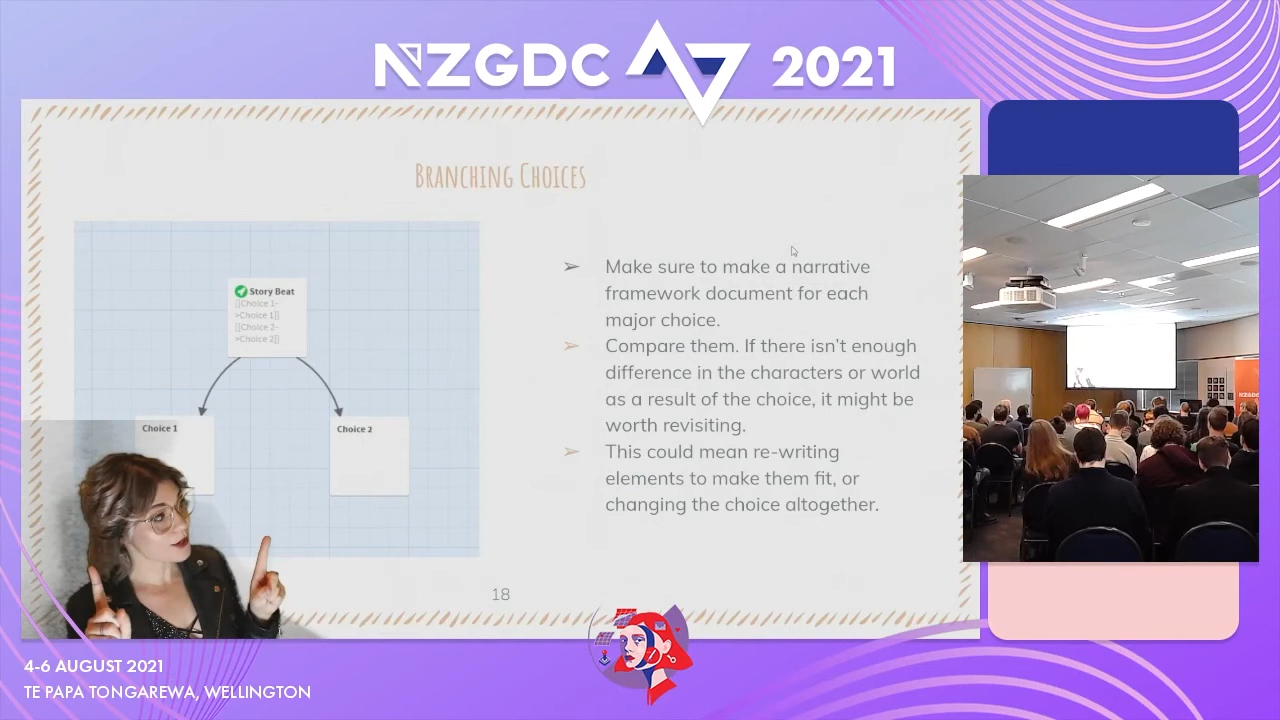 NZGDC 2021
Branching Choices
Story Beat
[[Choice 1-
>Choice 1]]
[[Choice 2-
>Choice 2]]
Choice 1
Choice 2
➢ Make sure to make a narrative
framework document for each
major choice.
➢ Compare them. If there isn't enough
difference in the characters or world
as a result of the choice, it might be
worth revisiting.
➢ This could mean re-writing
elements to make them fit, or
changing the choice altogether.
18
NZGDC
4-6 AUGUST 2021
TE PAPA TONGAREWA, WELLINGTON